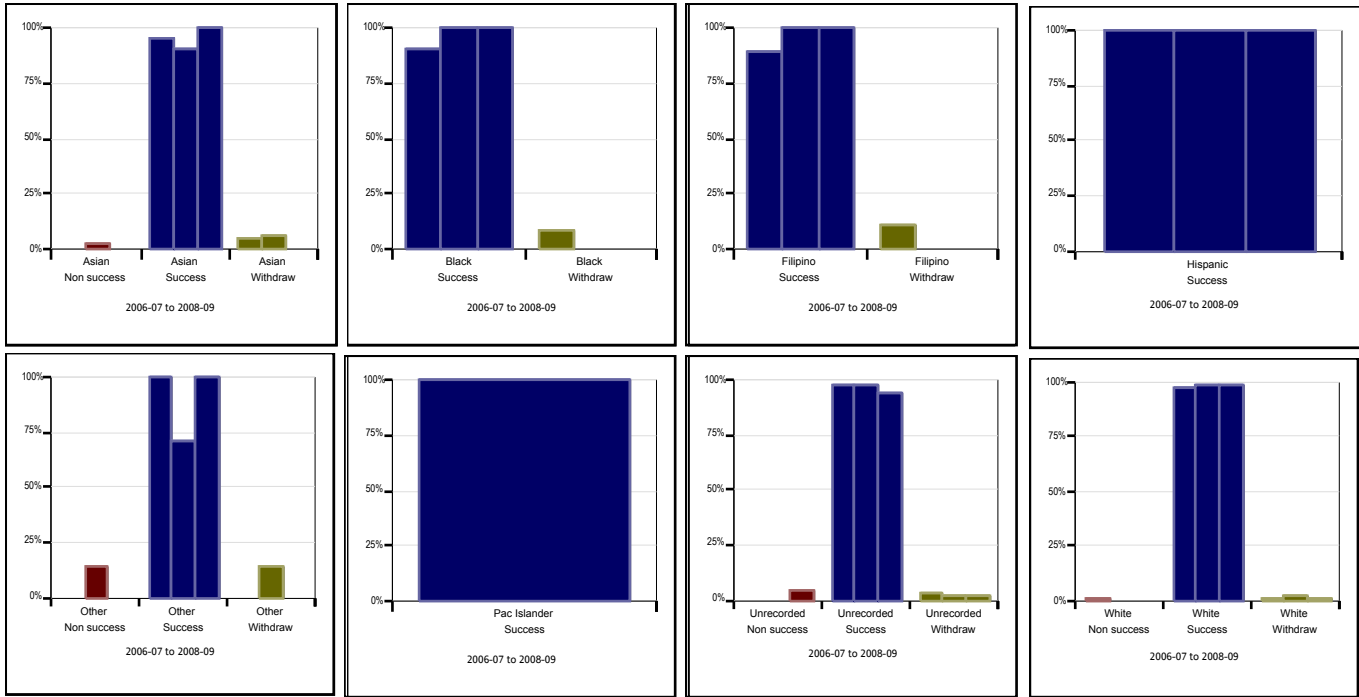 100%
75%
50%
25%
0%
Asian Asian Asian
Non success Success Withdraw
2006-07 to 2008-09
100%
75%
50%
25%
0%
Black Black
Success Withdraw
2006-07 to 2008-09
100%
75%
50%
25%
0%
Filipino Filipino
Success Withdraw
2006-07 to 2008-09
100%
75%
50%
25%
0%
Hispanic
Success
2006-07 to 2008-09
100%
75%
50%
25%
0%
Other Other Other
Non success Success Withdraw
2006-07 to 2008-09
100%
75%
50%
25%
0%
Pac Islander
Success
2006-07 to 2008-09
100%
75%
50%
25%
0%
Unrecorded Unrecorded Unrecorded
Non success Success Withdraw
2006-07 to 2008-09
100%
75%
50%
25%
0%
White White White
Non success Success Withdraw
2006-07 to 2008-09